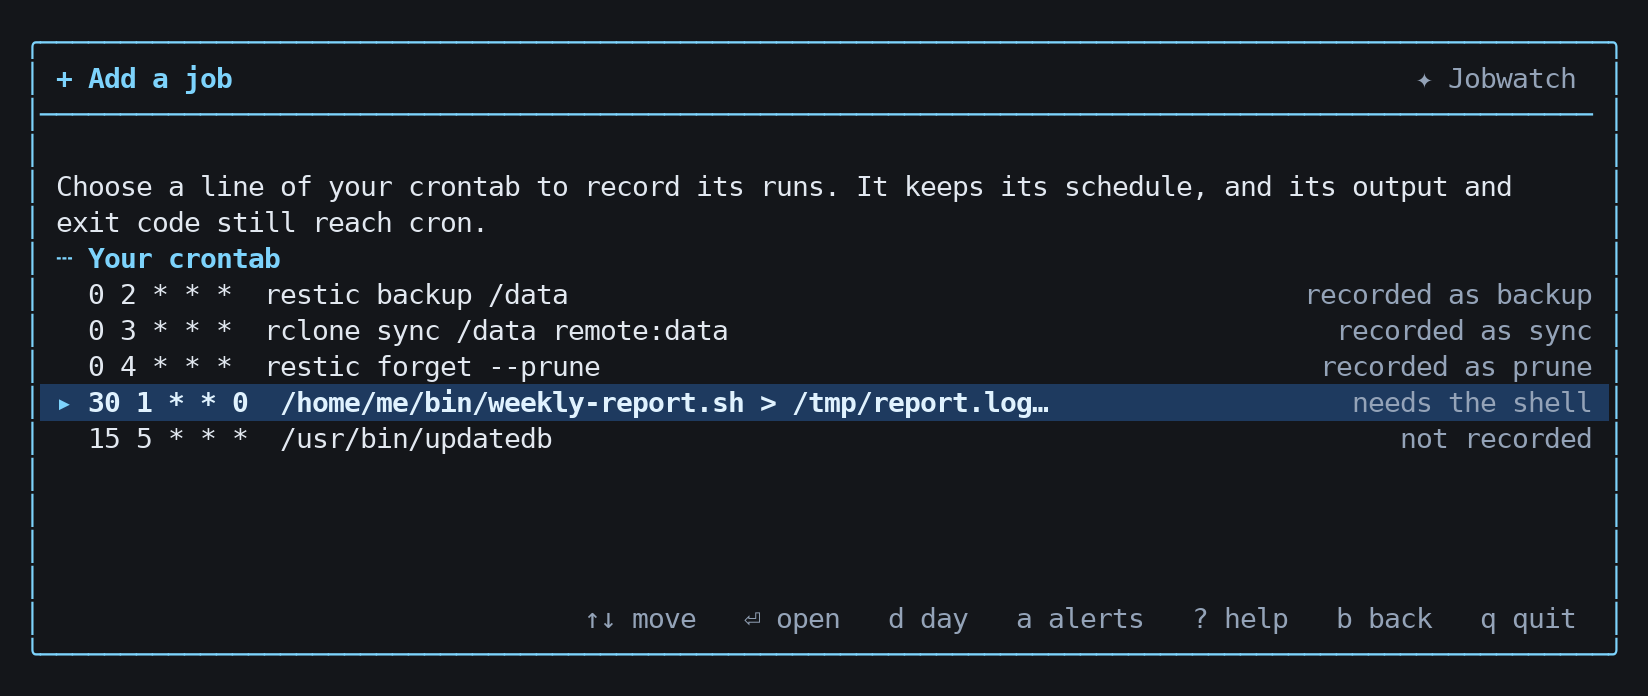 + Add a job ✦ Jobwatch
Choose a line of your crontab to record its runs. It keeps its schedule, and its output and
exit code still reach cron.
┄ Your crontab
0 2 * * *  restic backup /data recorded as backup
0 3 * * *  rclone sync /data remote:data recorded as sync
0 4 * * *  restic forget --prune recorded as prune
▸ 30 1 * * 0  /home/me/bin/weekly-report.sh > /tmp/report.log… needs the shell
15 5 * * *  /usr/bin/updatedb not recorded
↑↓ move   ⏎ open   d day   a alerts   ? help   b back   q quit